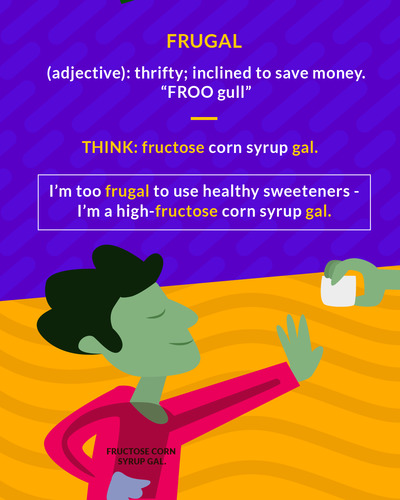 FRUGAL
(adjective): thrifty; inclined to save money.
“FROO gull”
THINK: fructose corn syrup gal.
I’m too frugal to use healthy sweeteners -
I’m a high-fructose corn syrup gal.
FRUCTOSE CORN
SYRUP GAL.